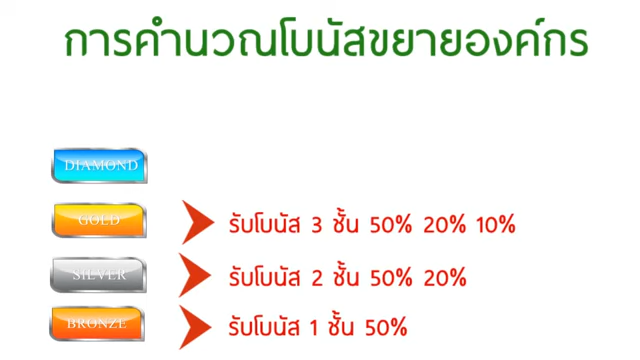 การคำนวณโบนัสขยายองค์กร
DIAMOND
GOLD รับโบนัส 3 ชั้น 50% 20% 10%
SILVER รับโบนัส 2 ชั้น 50% 20%
BRONZE รับโบนัส 1 ชั้น 50%